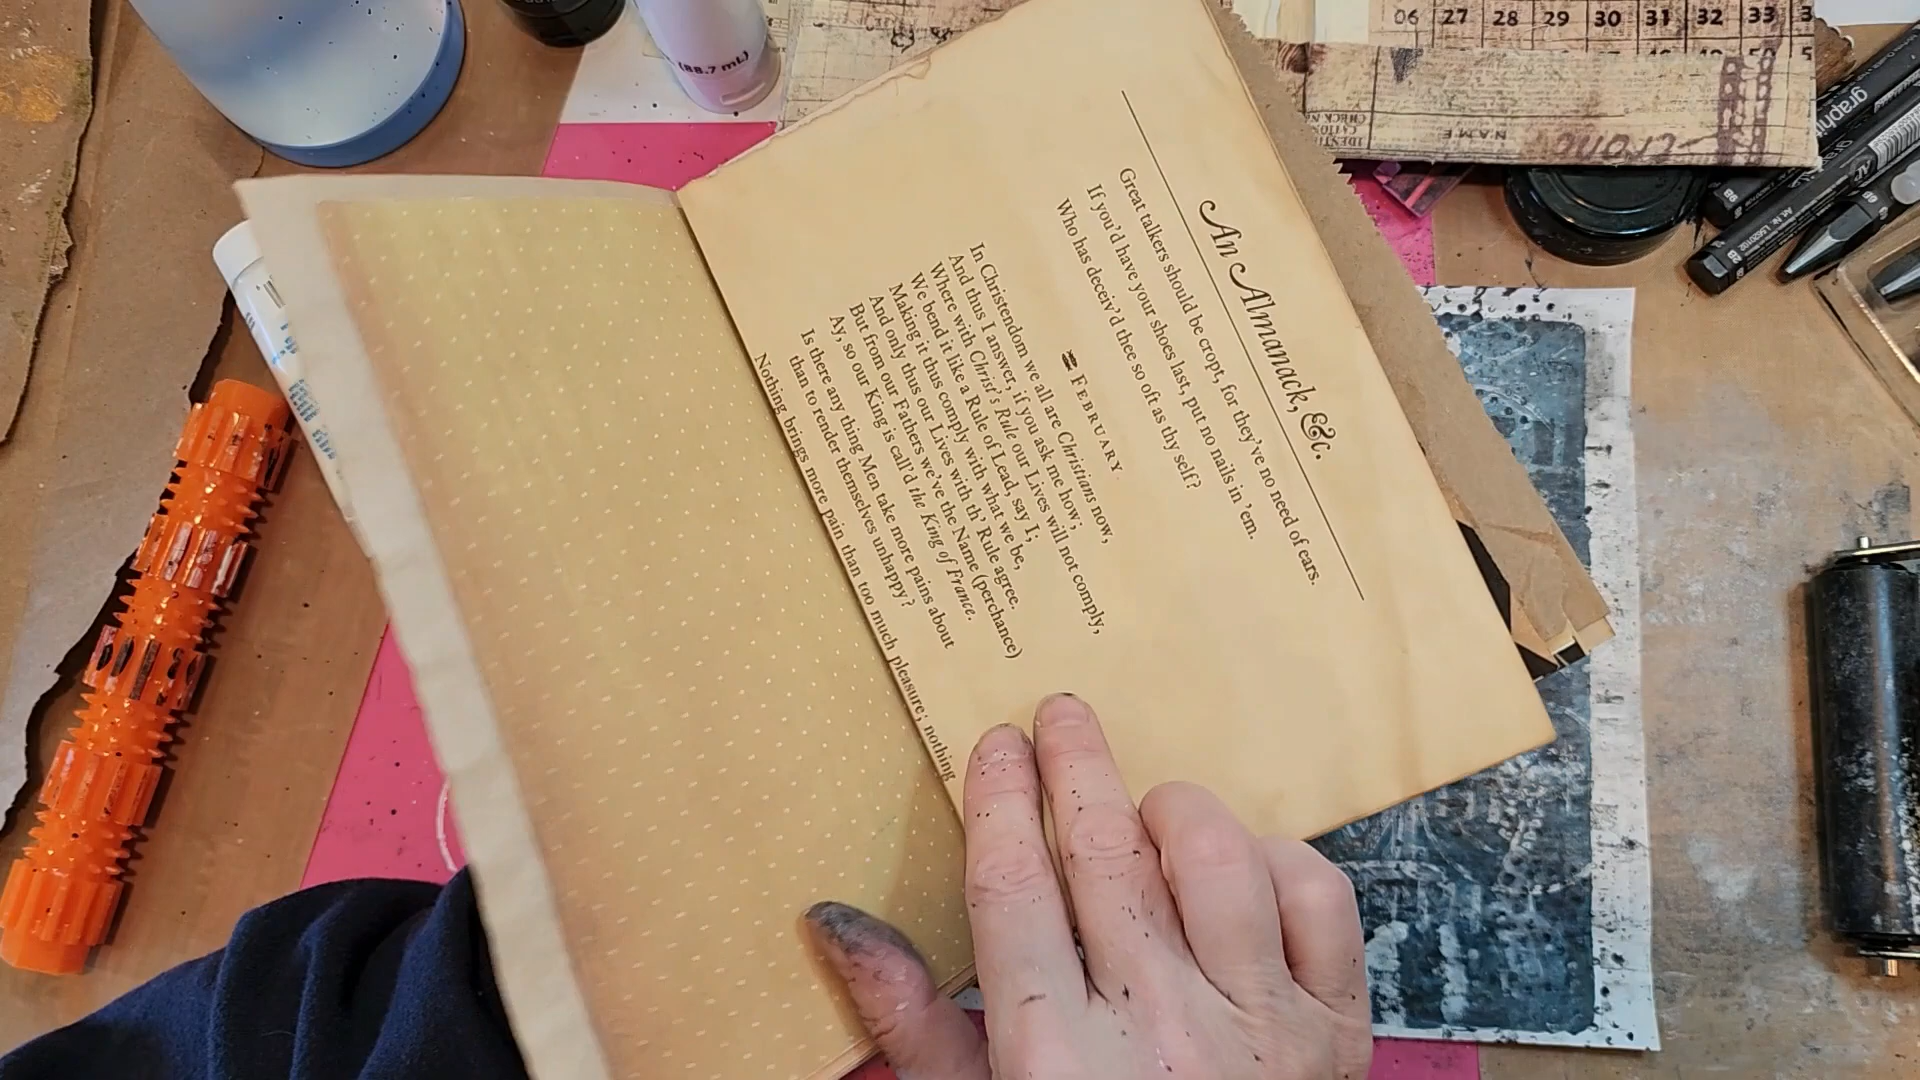 An Almanack, &c.
Great talkers should be cropt, for they've no need of ears.
If you'd have your shoes last, put no nails in 'em.
Who has deceiv'd thee so oft as thy self?
FEBRUARY
In Christendom we all are Christians now,
And thus I answer, if you ask me how;
Where with Christ's Rule our Lives will not comply,
We bend it like a Rule of Lead, say I;
Making it thus comply with what we be,
And only thus our Lives with th' Rule agree.
But from our Fathers we've the Name (perchance)
Ay, so our King is call'd the King of France.
Is there any thing Men take more pains about
than to render themselves unhappy?
Nothing brings more pain than too much pleasure; nothing
(88.7 mL)
06 27 28 29 30 31 32 33 3
NAME
CHECK NO